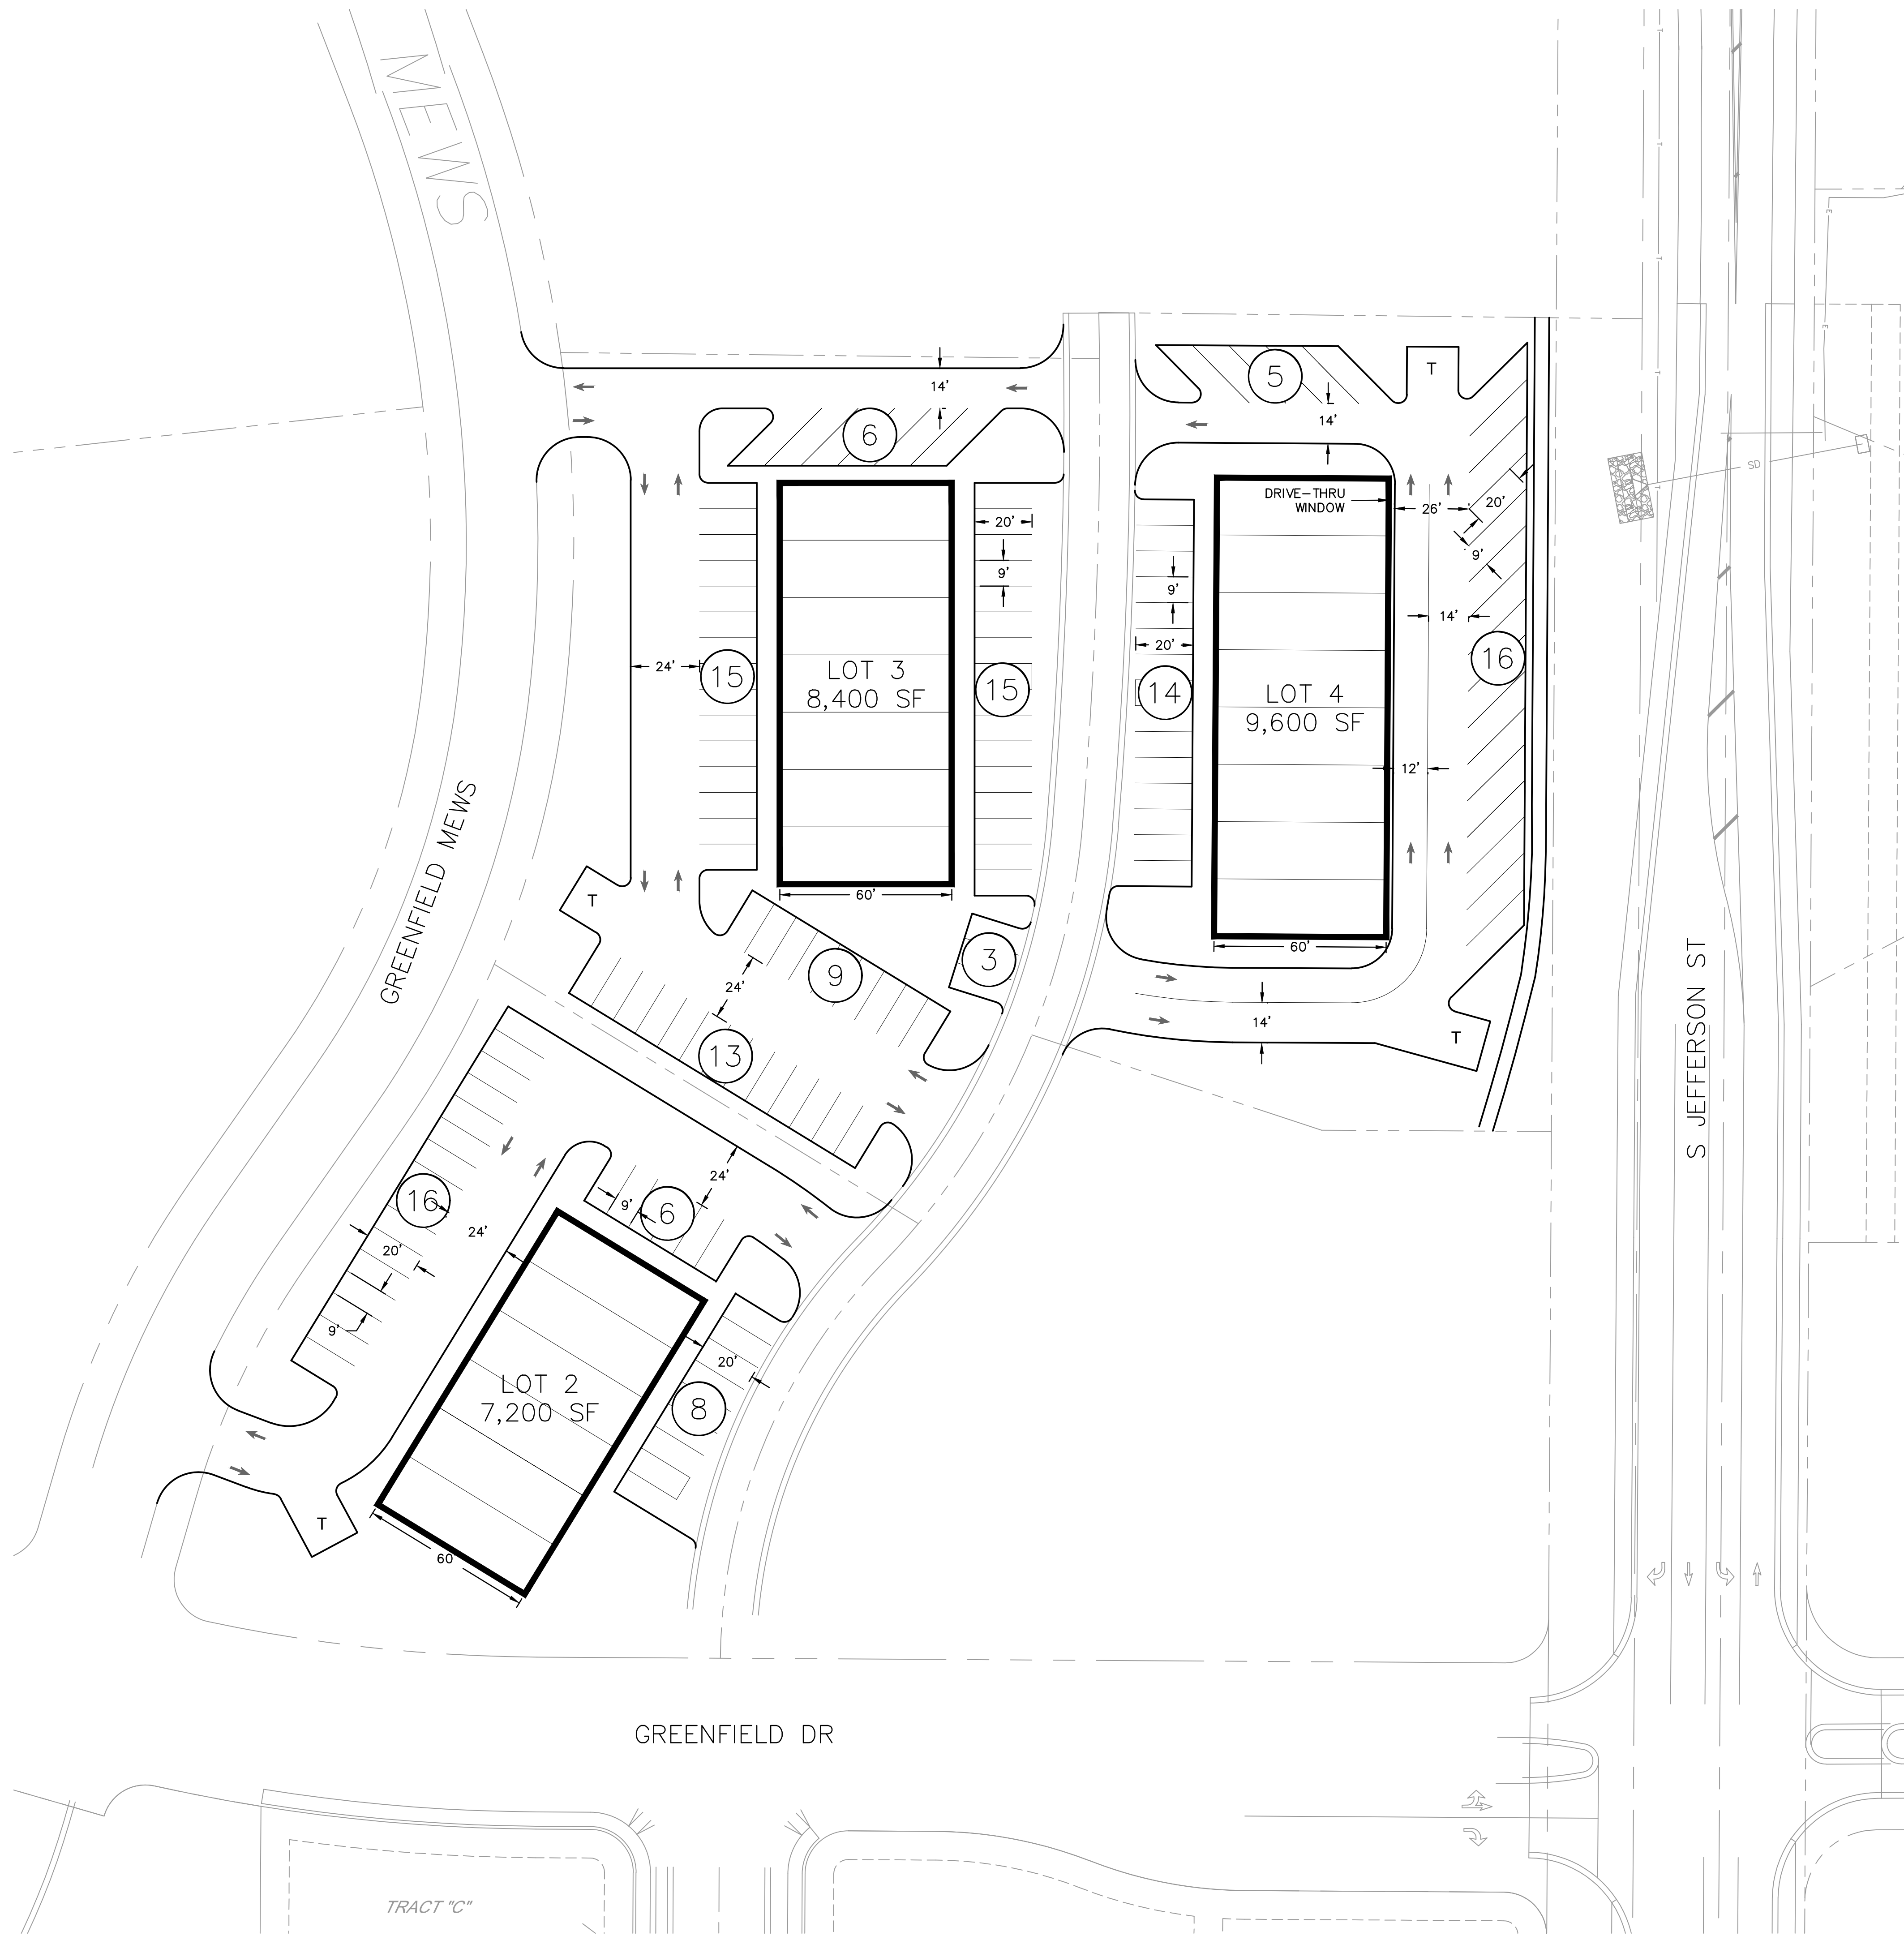 MEWS
14'
5
T
14'
6
DRIVE-THRU
WINDOW
26'
20'
SD
20'
9'
9'
9'
14'
24'
15
LOT 3
8,400 SF
15
20'
14
LOT 4
9,600 SF
16
12'
GREENFIELD MEWS
T
60'
60'
9
3
24'
13
14'
T
S JEFFERSON ST
16
24'
9'
6
24'
20'
9'
20'
LOT 2
7,200 SF
8
T
60
GREENFIELD DR
TRACT "C"